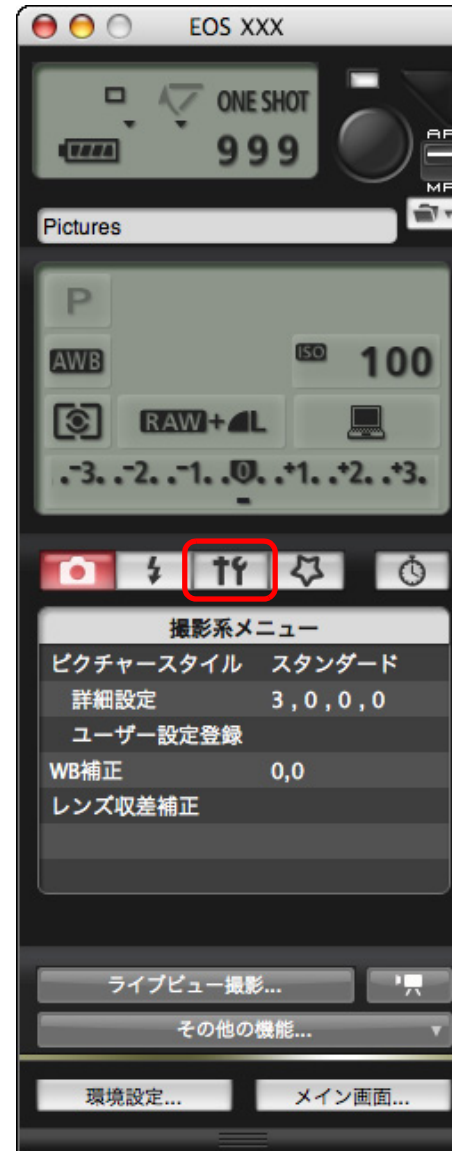 EOS XXX
ONE SHOT
999
AF
MF
Pictures
P
AWB
ISO 100
RAW+L
.-3. .-2. .-1. .0. .+1. .+2. .+3.
撮影系メニュー
ピクチャースタイル スタンダード
詳細設定 3,0,0,0
ユーザー設定登録
WB補正 0,0
レンズ収差補正
ライブビュー撮影...
その他の機能...
環境設定... メイン画面...